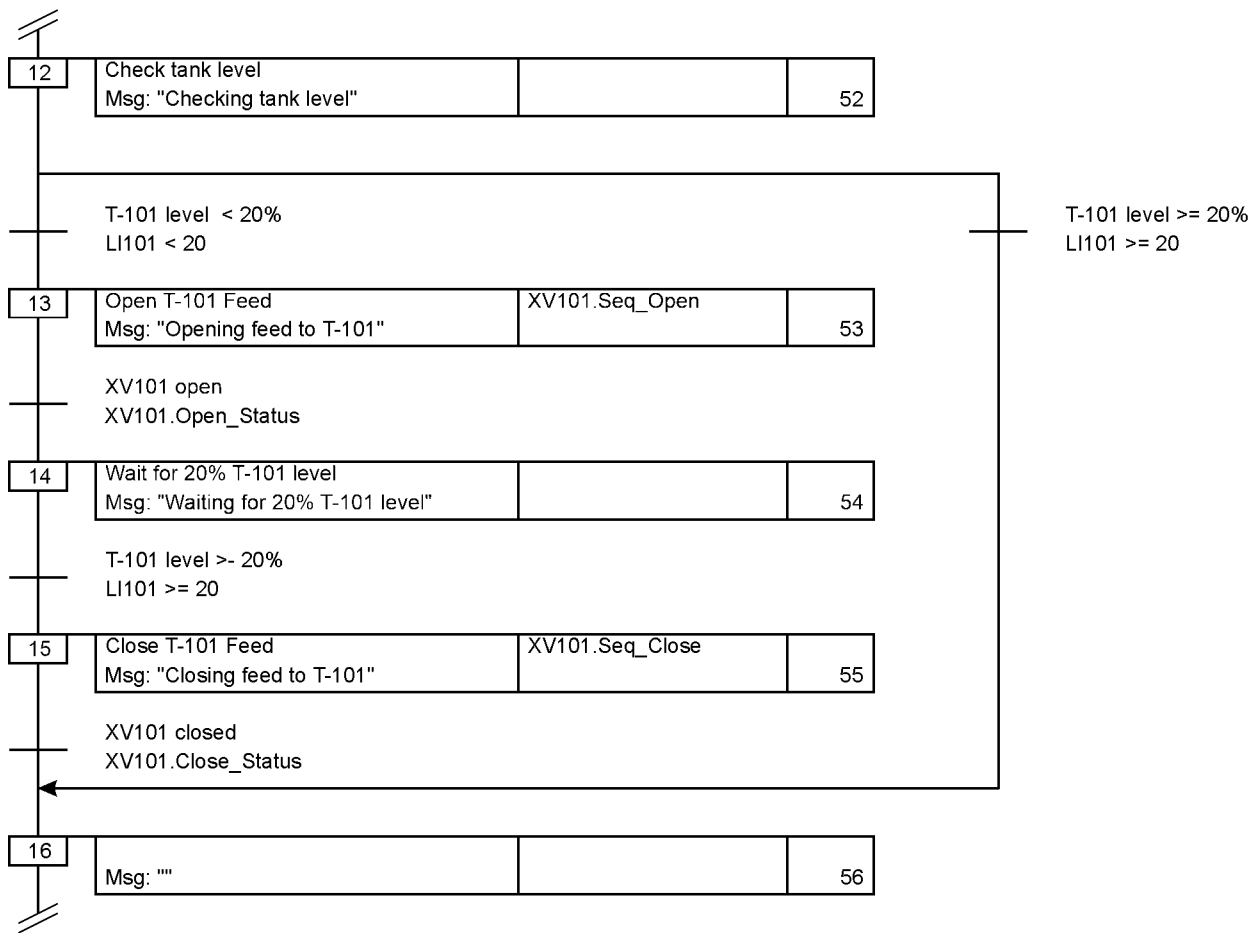 12
Check tank level
Msg: "Checking tank level"
52
T-101 level < 20%
LI101 < 20
T-101 level >= 20%
LI101 >= 20
13
Open T-101 Feed
XV101.Seq_Open
Msg: "Opening feed to T-101"
53
XV101 open
XV101.Open_Status
14
Wait for 20% T-101 level
Msg: "Waiting for 20% T-101 level"
54
T-101 level >- 20%
LI101 >= 20
15
Close T-101 Feed
XV101.Seq_Close
Msg: "Closing feed to T-101"
55
XV101 closed
XV101.Close_Status
16
Msg: ""
56